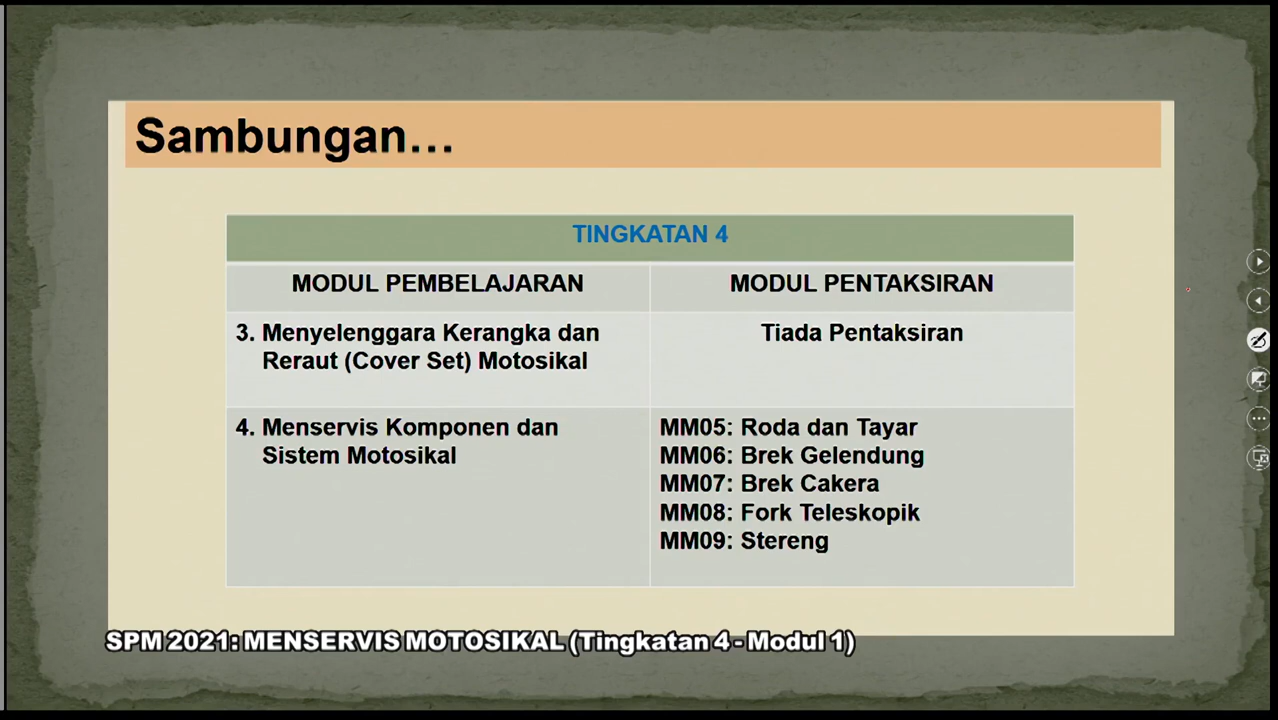 Sambungan...
TINGKATAN 4
MODUL PEMBELAJARAN
MODUL PENTAKSIRAN
3. Menyelenggara Kerangka dan
Reraut (Cover Set) Motosikal
Tiada Pentaksiran
4. Menservis Komponen dan
Sistem Motosikal
MM05: Roda dan Tayar
MM06: Brek Gelendung
MM07: Brek Cakera
MM08: Fork Teleskopik
MM09: Stereng
SPM 2021: MENSERVIS MOTOSIKAL (Tingkatan 4 - Modul 1)